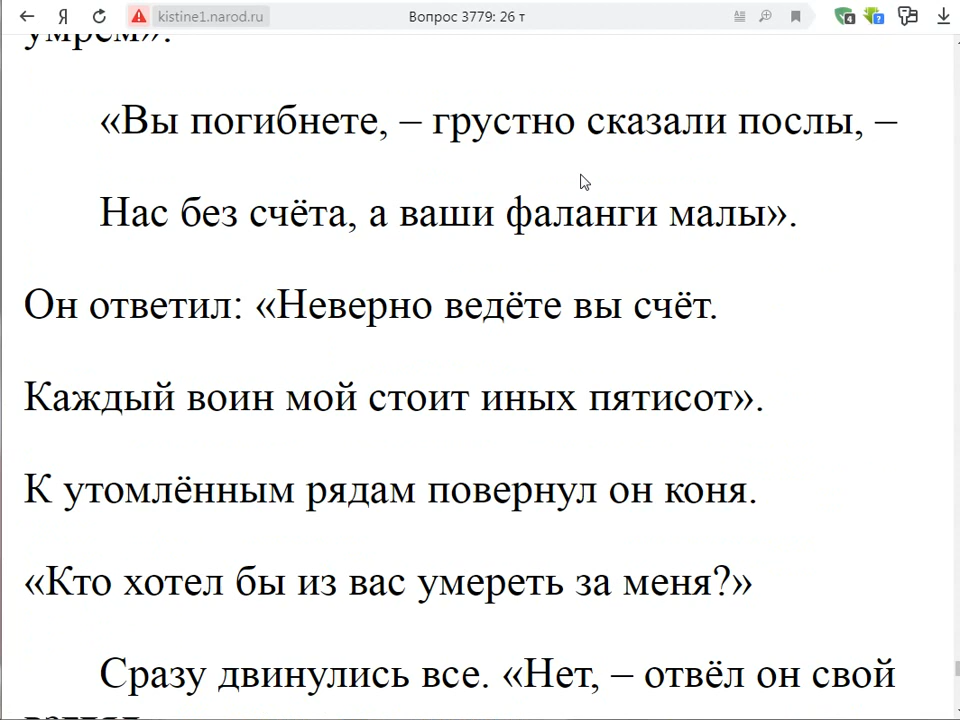 kistine1.narod.ru
Вопрос 3779: 26 т
умрём».
«Вы погибнете, – грустно сказали послы, –
Нас без счёта, а ваши фаланги малы».
Он ответил: «Неверно ведёте вы счёт.
Каждый воин мой стоит иных пятисот».
К утомлённым рядам повернул он коня.
«Кто хотел бы из вас умереть за меня?»
Сразу двинулись все. «Нет, – отвёл он свой
взгляд